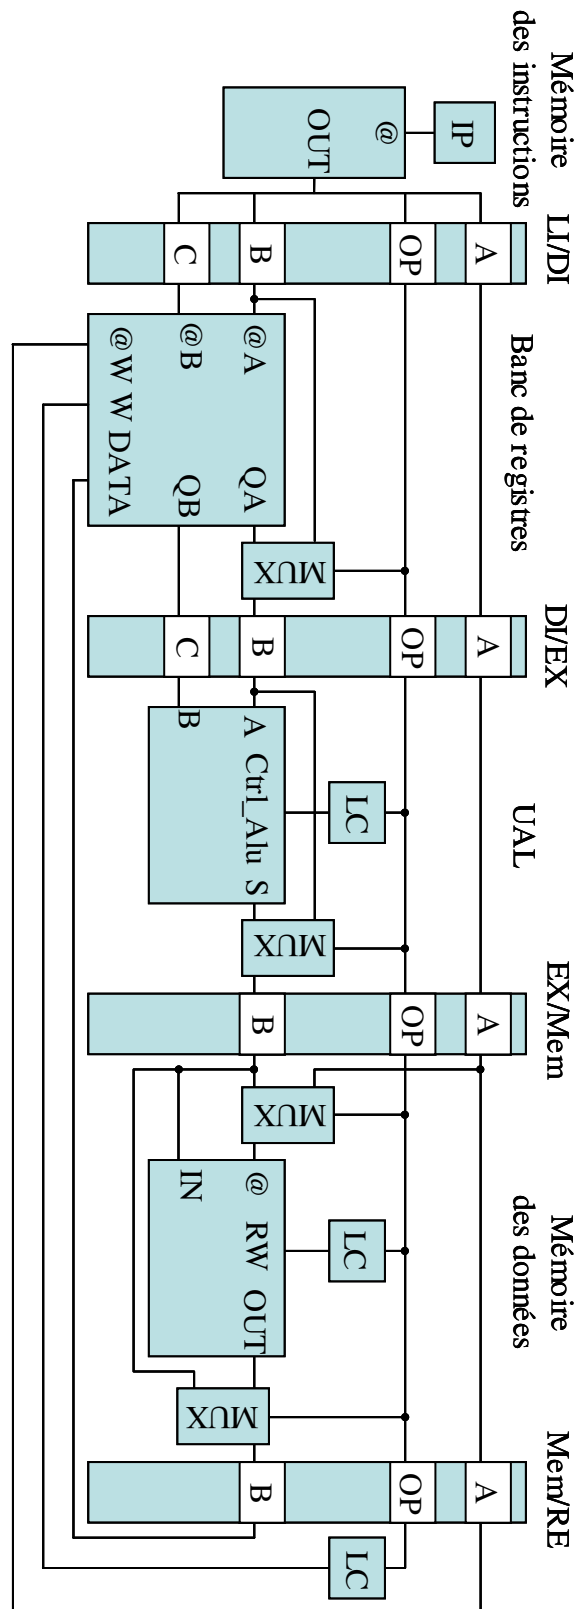 Mémoire
des instructions
LI/DI
Banc de registres
DI/EX
UAL
EX/Mem
Mémoire
des données
Mem/RE
IP
@
OUT
A
OP
B
C
@A
@B
@W W DATA
QA
QB
MUX
A
OP
B
C
LC
A Ctrl_Alu S
B
MUX
A
OP
B
MUX
LC
@ RW OUT
IN
MUX
A
OP
B
LC